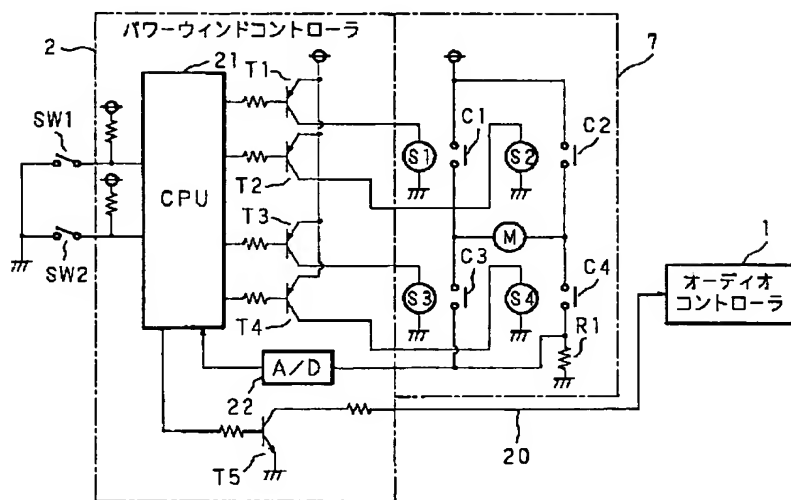 パワーウィンドコントローラ
2
21
7
T1
SW1
C1
C2
S1
S2
T2
CPU
T3
M
1
SW2
C3
C4
オーディオ
コントローラ
S3
S4
T4
R1
A/D
22
T5
20